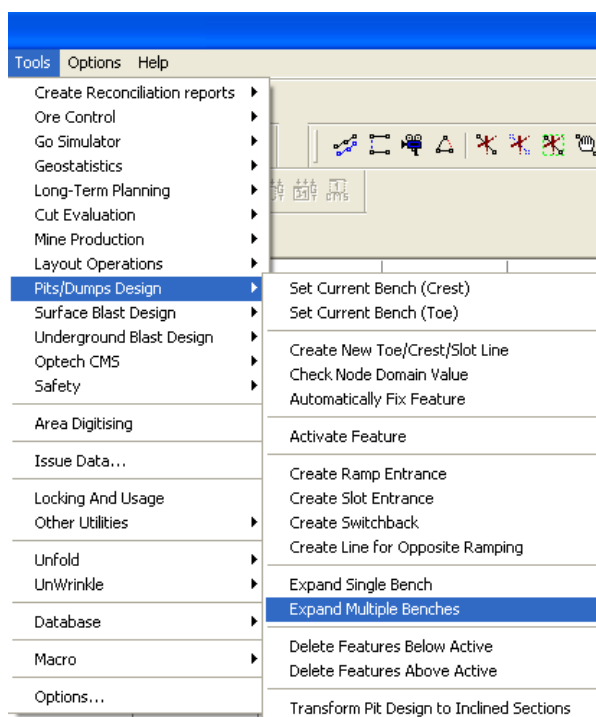 Tools Options Help
Create Reconciliation reports
Ore Control
Go Simulator
Geostatistics
Long-Term Planning
Cut Evaluation
Mine Production
Layout Operations
Pits/Dumps Design
Surface Blast Design
Underground Blast Design
Optech CMS
Safety
Area Digitising
Issue Data...
Locking And Usage
Other Utilities
Unfold
UnWrinkle
Database
Macro
Options...
Set Current Bench (Crest)
Set Current Bench (Toe)
Create New Toe/Crest/Slot Line
Check Node Domain Value
Automatically Fix Feature
Activate Feature
Create Ramp Entrance
Create Slot Entrance
Create Switchback
Create Line for Opposite Ramping
Expand Single Bench
Expand Multiple Benches
Delete Features Below Active
Delete Features Above Active
Transform Pit Design to Inclined Sections